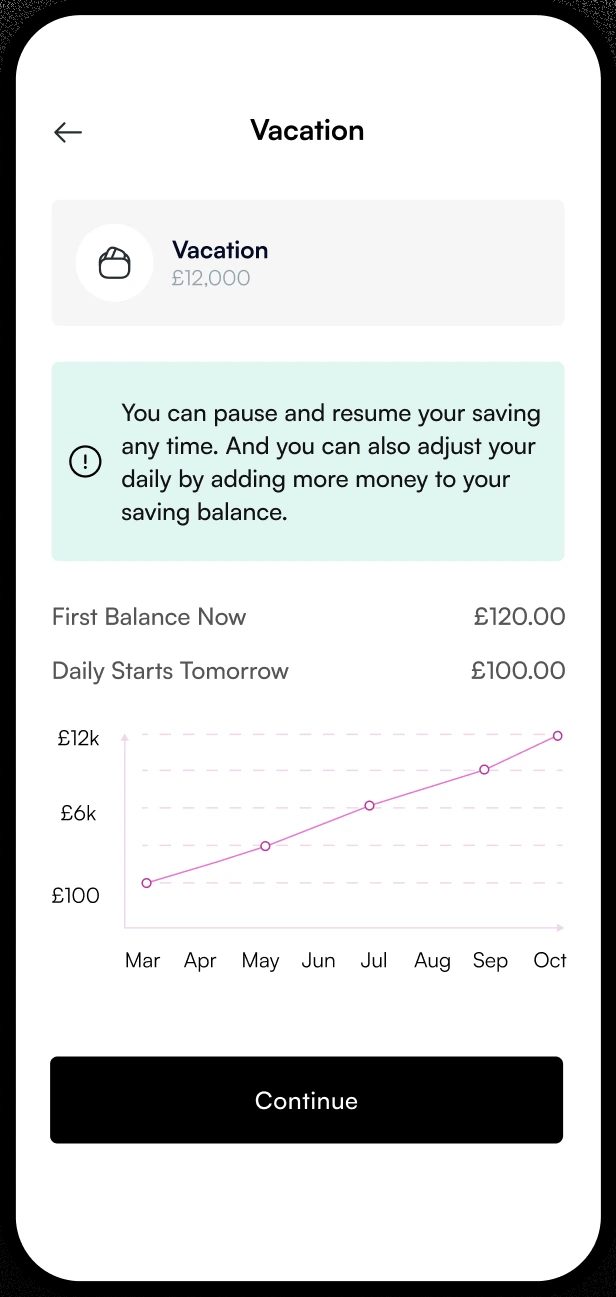 Vacation
Vacation
£12,000
You can pause and resume your saving
any time. And you can also adjust your
daily by adding more money to your
saving balance.
First Balance Now £120.00
Daily Starts Tomorrow £100.00
£12k
£6k
£100
Mar Apr May Jun Jul Aug Sep Oct
Continue